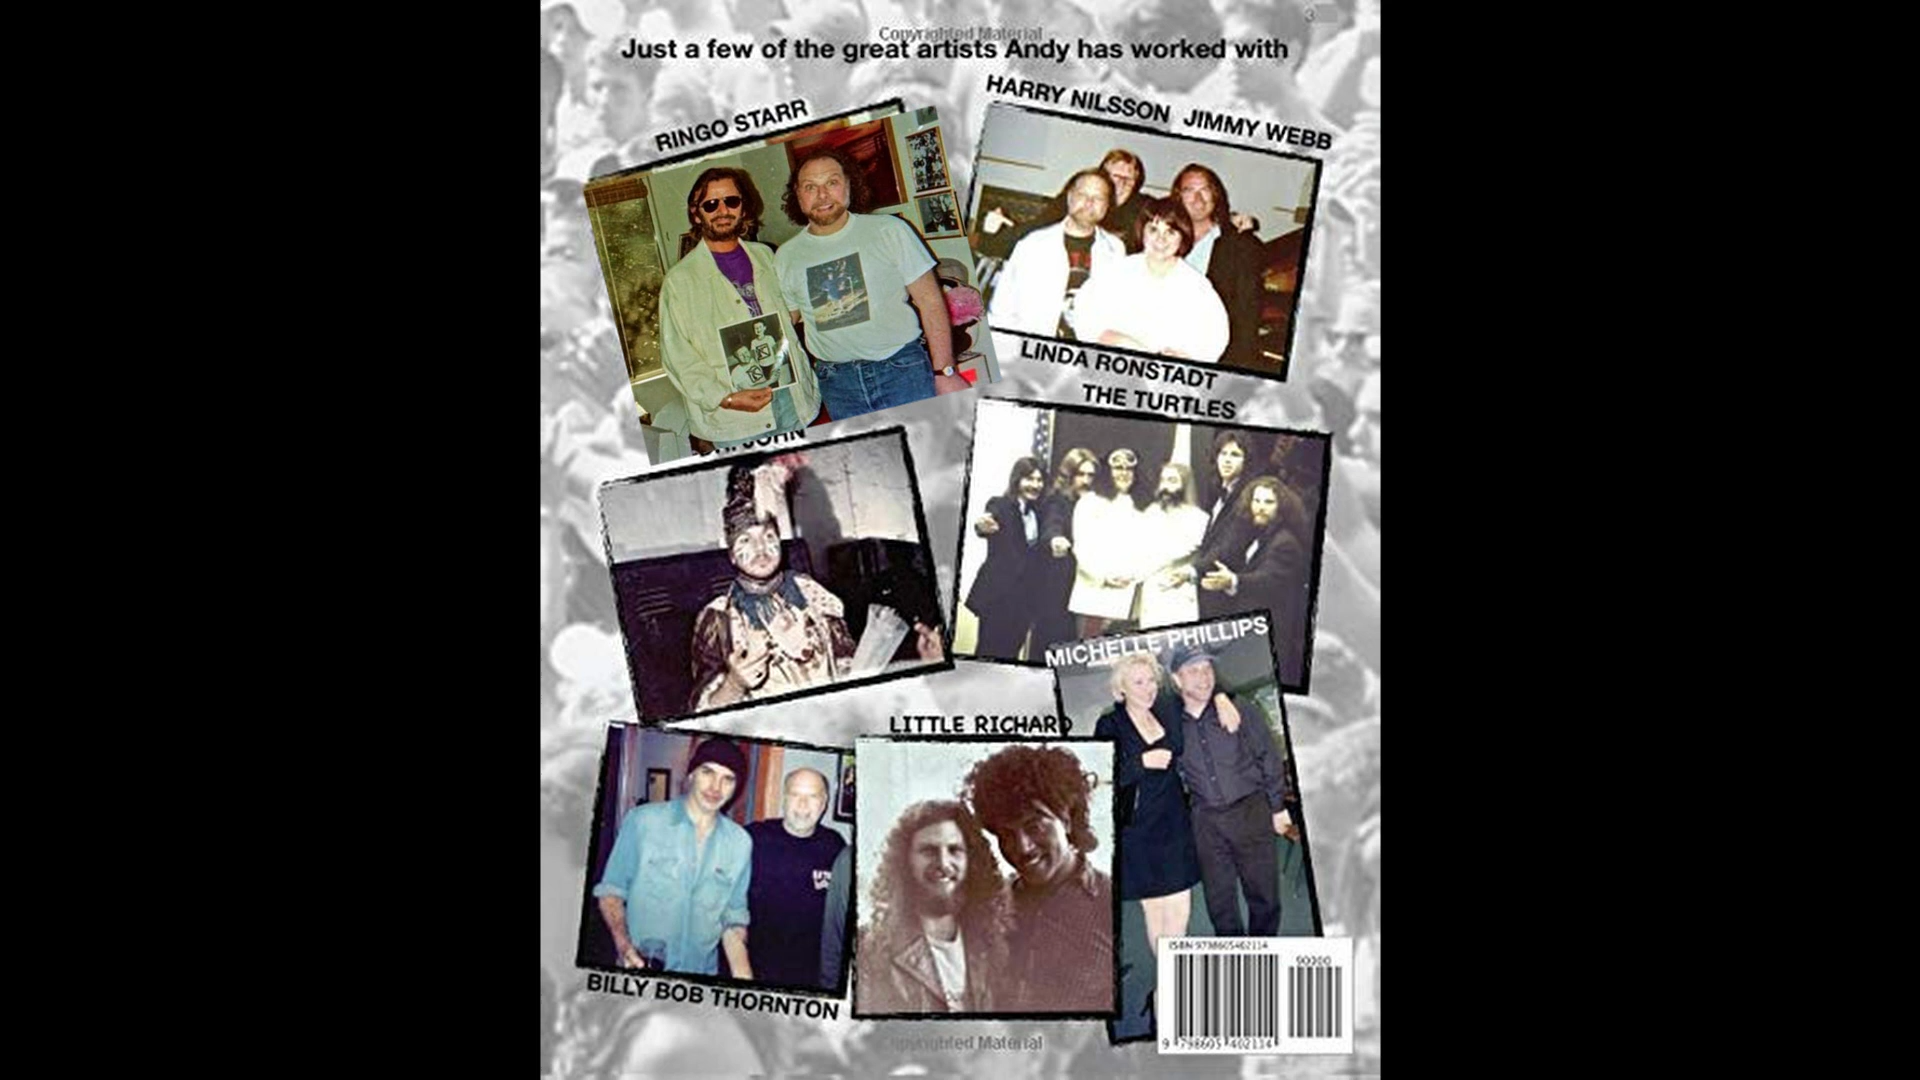 Copyrighted Material
Just a few of the great artists Andy has worked with
RINGO STARR
HARRY NILSSON JIMMY WEBB
LINDA RONSTADT
THE TURTLES
JOHN
MICHELLE PHILLIPS
LITTLE RICHARD
BILLY BOB THORNTON
ISBN 9798605402114
90000
9 798605 402114
Copyrighted Material